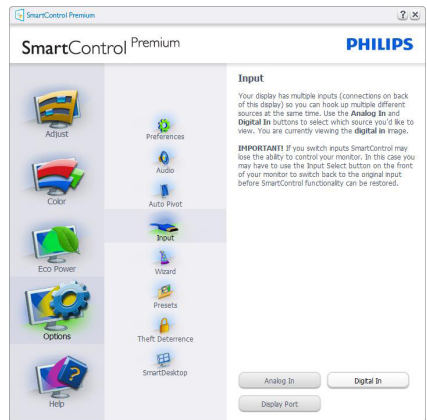 SmartControl Premium
SmartControl Premium
PHILIPS
Adjust
Color
Eco Power
Options
Help
Preferences
Audio
Auto Pivot
Input
Wizard
Presets
Theft Deterrence
SmartDesktop
Input
Your display has multiple inputs (connections on back
of this display) so you can hook up multiple different
sources at the same time. Use the Analog In and
Digital In buttons to select which source you'd like to
view. You are currently viewing the digital in image.
IMPORTANT! If you switch inputs SmartControl may
lose the ability to control your monitor. In this case you
may have to use the Input Select button on the front
of your monitor to switch back to the original input
before SmartControl functionality can be restored.
Analog In
Digital In
Display Port